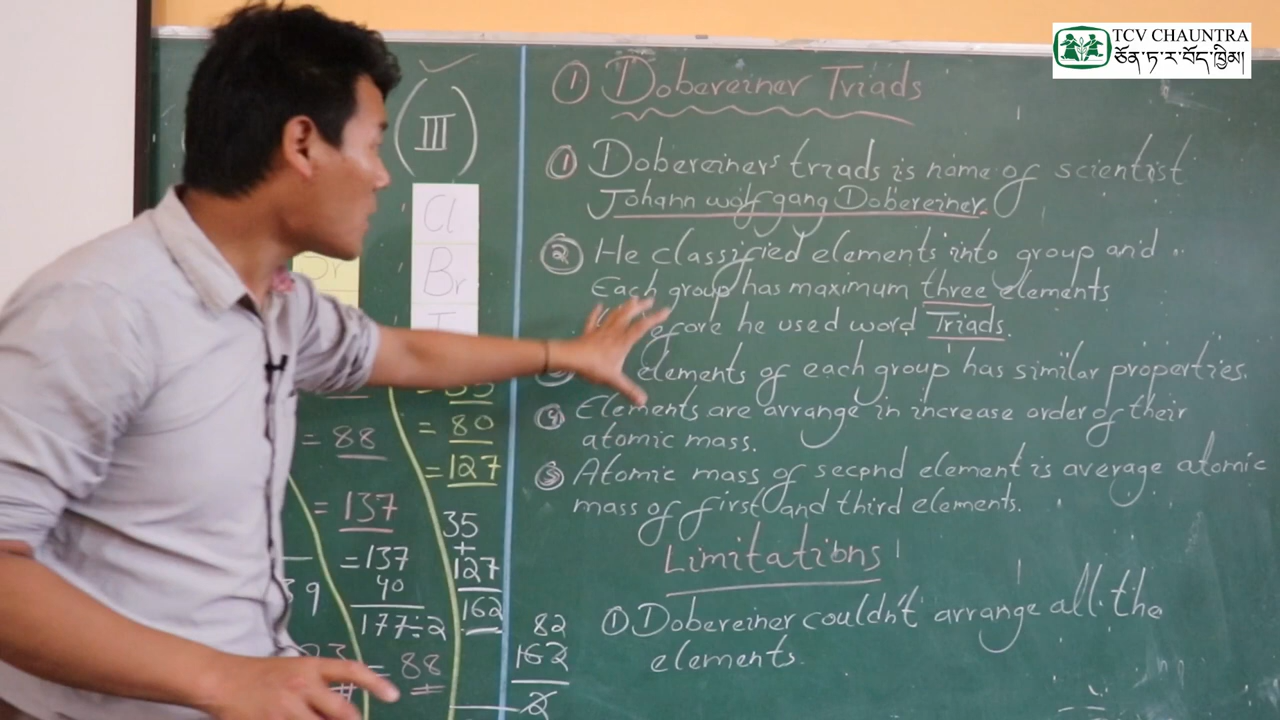 TCV CHAUNTRA
ཅོན་ཏ་ར་བོད་ཁྱིམ།
(III)
Cl
Br
= 80
= 127
= 88
= 137
=137
40
177÷2
= 88
35
+
127
162
82
162
2
① Dobereiner Triads
① Dobereiners triads is name of scientist
Johann wolfgang Dobereiner.
② He classified elements into group and
Each group has maximum three elements
he used word Triads.
elements of each group has similar properties.
④ Elements are arrange in increase order of their
atomic mass.
⑤ Atomic mass of second element is average atomic
mass of first and third elements.
Limitations
① Dobereiner couldn't arrange all the
elements.